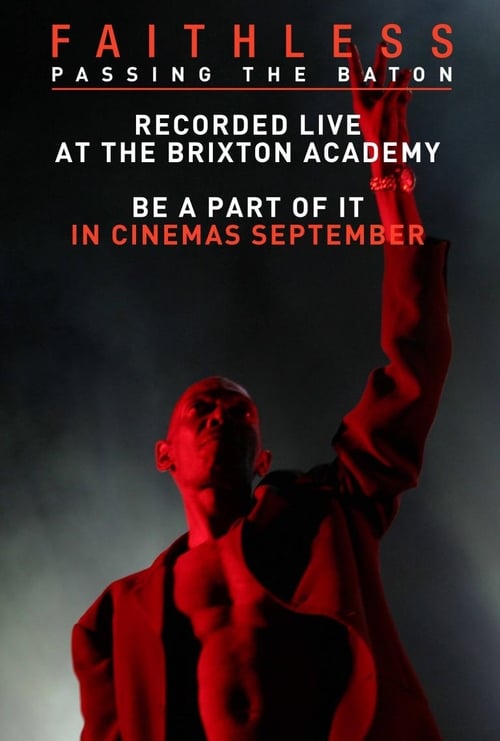 FAITHLESS
PASSING THE BATON
RECORDED LIVE
AT THE BRIXTON ACADEMY
BE A PART OF IT
IN CINEMAS SEPTEMBER